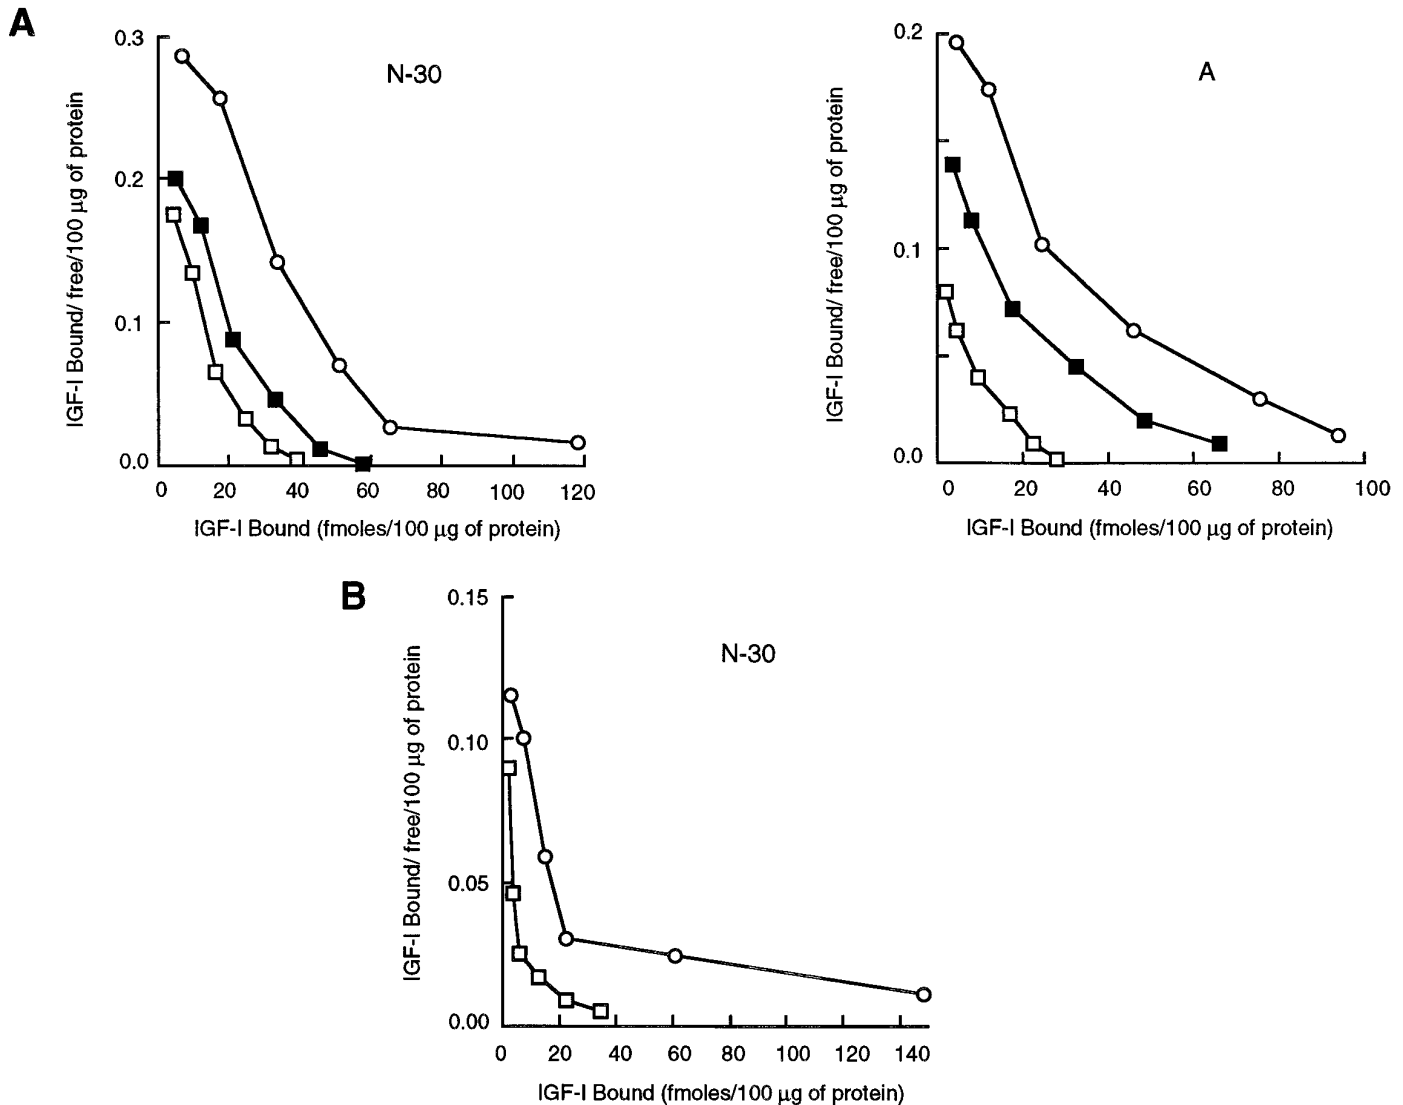 A
N-30
0.3
0.2
0.1
0.0
IGF-I Bound/ free/100 µg of protein
0 20 40 60 80 100 120
IGF-I Bound (fmoles/100 µg of protein)
A
0.2
0.1
0.0
IGF-I Bound/ free/100 µg of protein
0 20 40 60 80 100
IGF-I Bound (fmoles/100 µg of protein)
B
N-30
0.15
0.10
0.05
0.00
IGF-I Bound/ free/100 µg of protein
0 20 40 60 80 100 120 140
IGF-I Bound (fmoles/100 µg of protein)